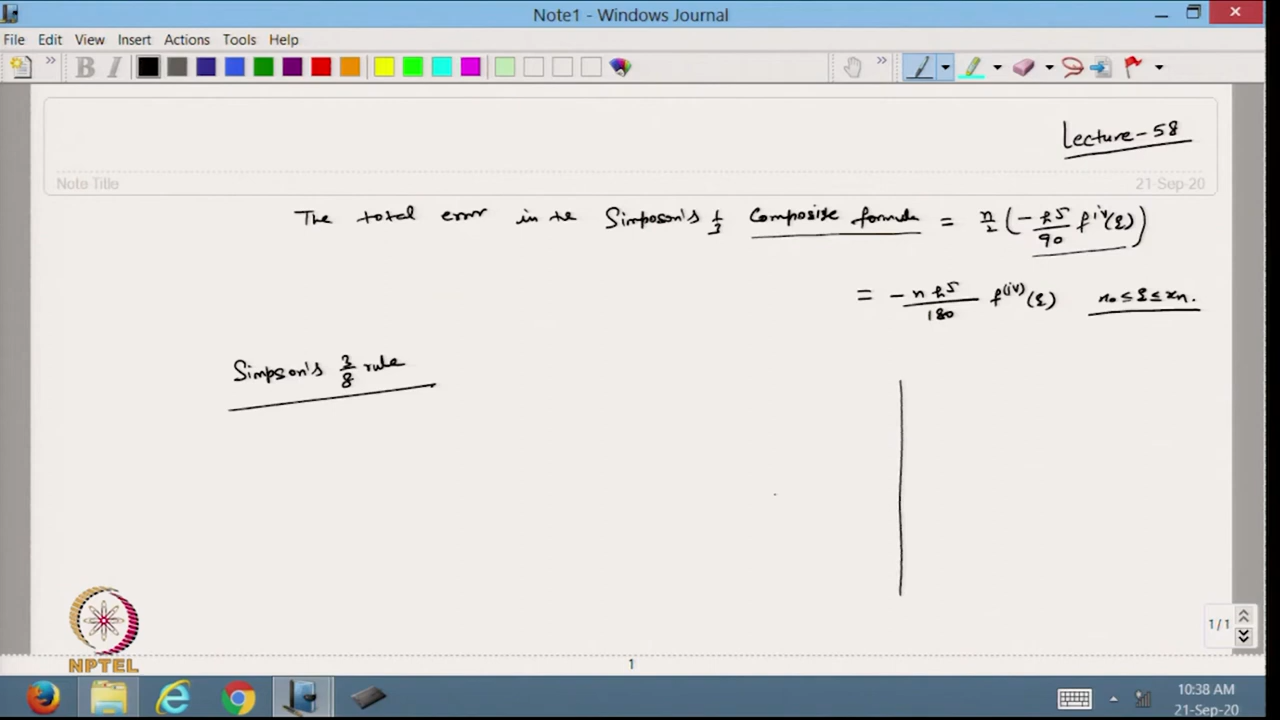 Note1 - Windows Journal
File Edit View Insert Actions Tools Help
B I
Lecture-58
Note Title
21-Sep-20
The total error in the Simposon's 1/3 Composite formula = n/2 (- h^5/90 f^iv(ξ))
= - n h^5/180 f^(iv)(ξ) x₀ ≤ ξ ≤ xn.
Simpson's 3/8 rule
1/1
NPTEL
1
10:38 AM
21-Sep-20